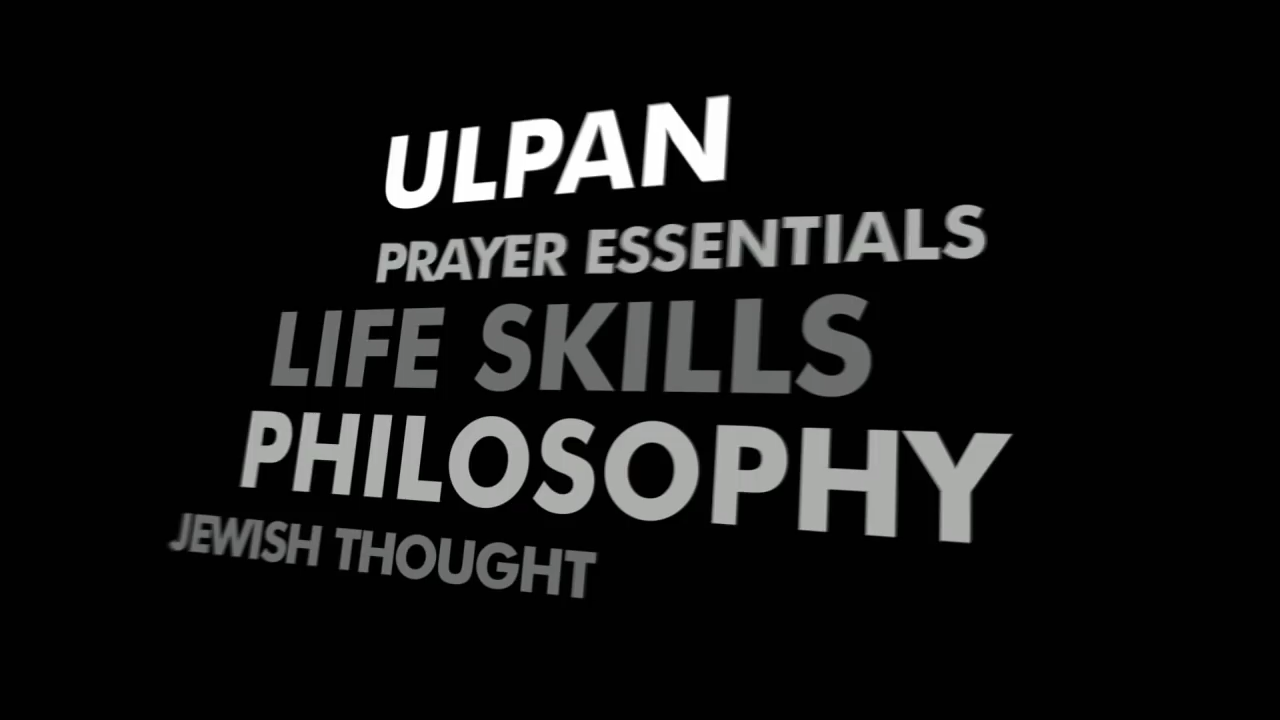 ULPAN
PRAYER ESSENTIALS
LIFE SKILLS
PHILOSOPHY
JEWISH THOUGHT